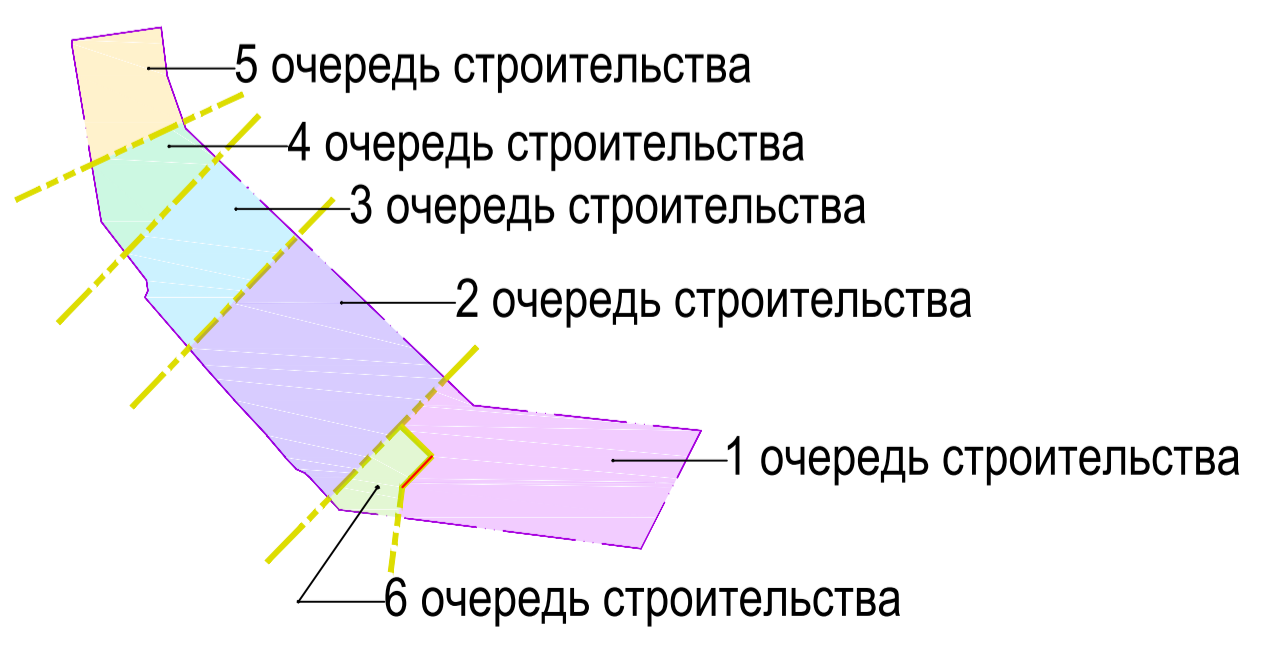 5 очередь строительства
4 очередь строительства
3 очередь строительства
2 очередь строительства
1 очередь строительства
6 очередь строительства